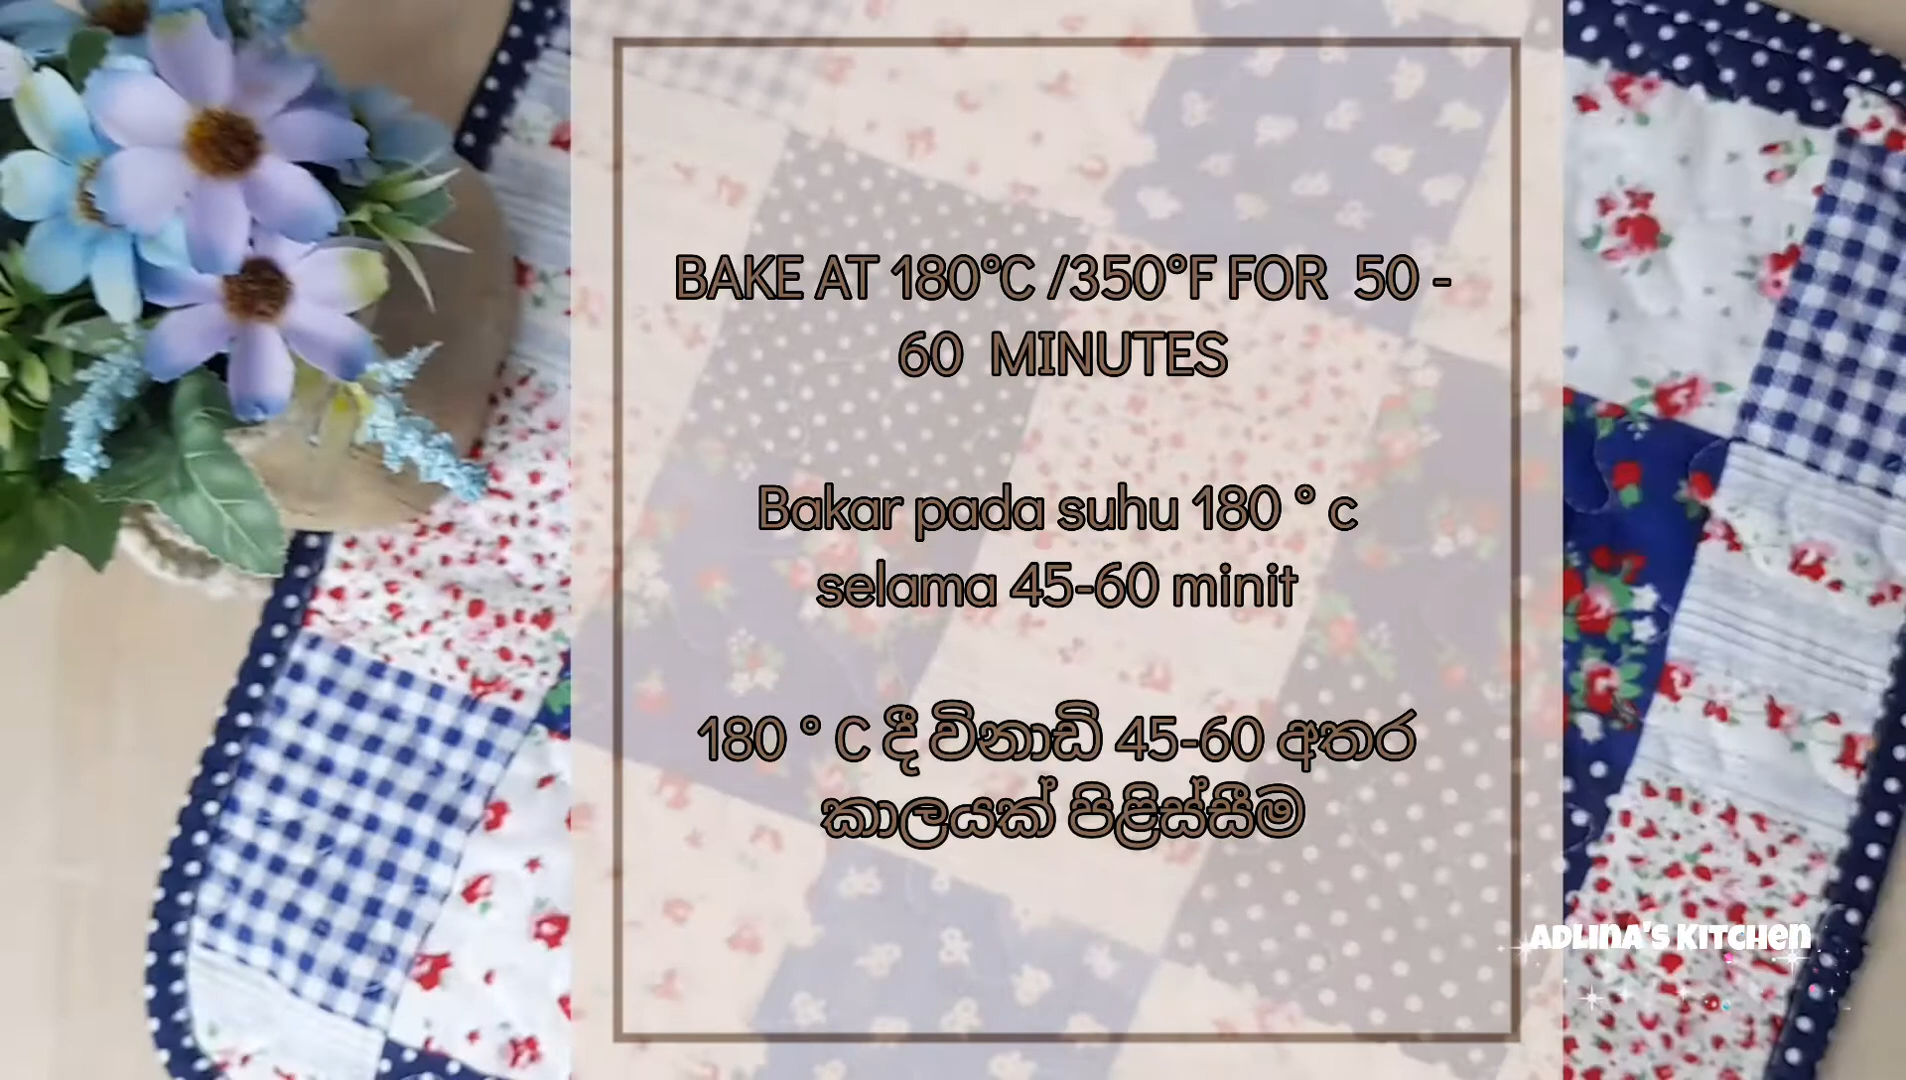 BAKE AT 180°C /350°F FOR 50 -
60 MINUTES
Bakar pada suhu 180 ° c
selama 45-60 minit
180 ° C දී විනාඩි 45-60 අතර
කාලයක් පිළිස්සීම
ADLINA'S KITCHEN